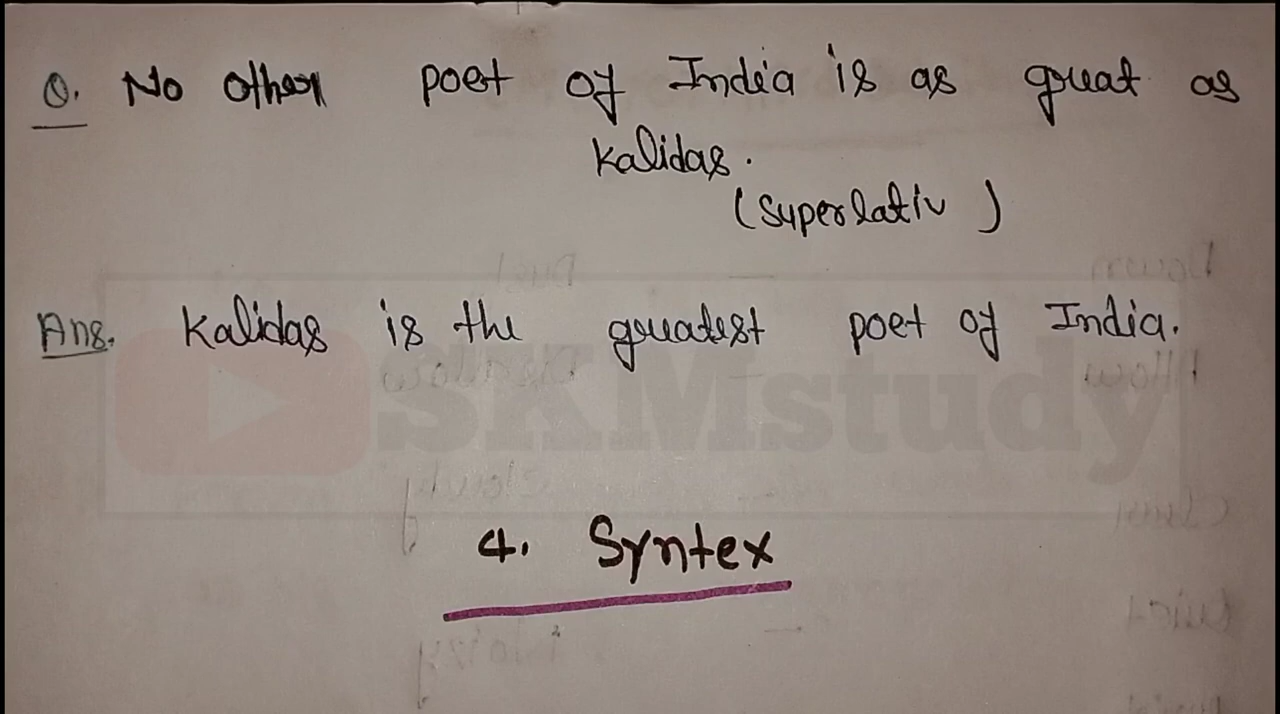 Q. No other poet of India is as great as
Kalidas.
(Superlativ)
Ans. Kalidas is the greatest poet of India.
SKMstudy
4. Syntex